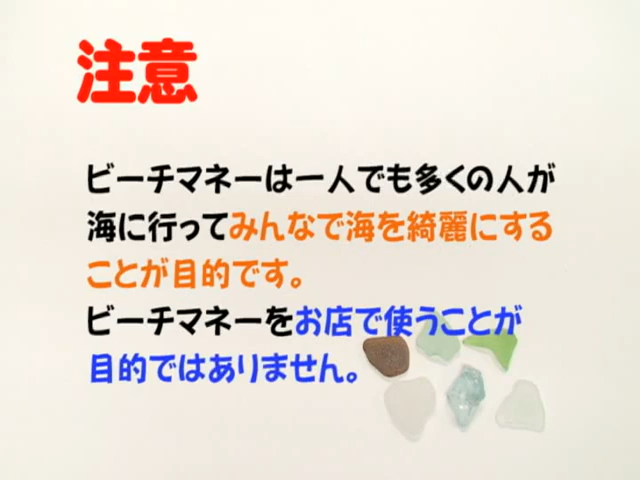 注意
ビーチマネーは一人でも多くの人が
海に行ってみんなで海を綺麗にする
ことが目的です。
ビーチマネーをお店で使うことが
目的ではありません。